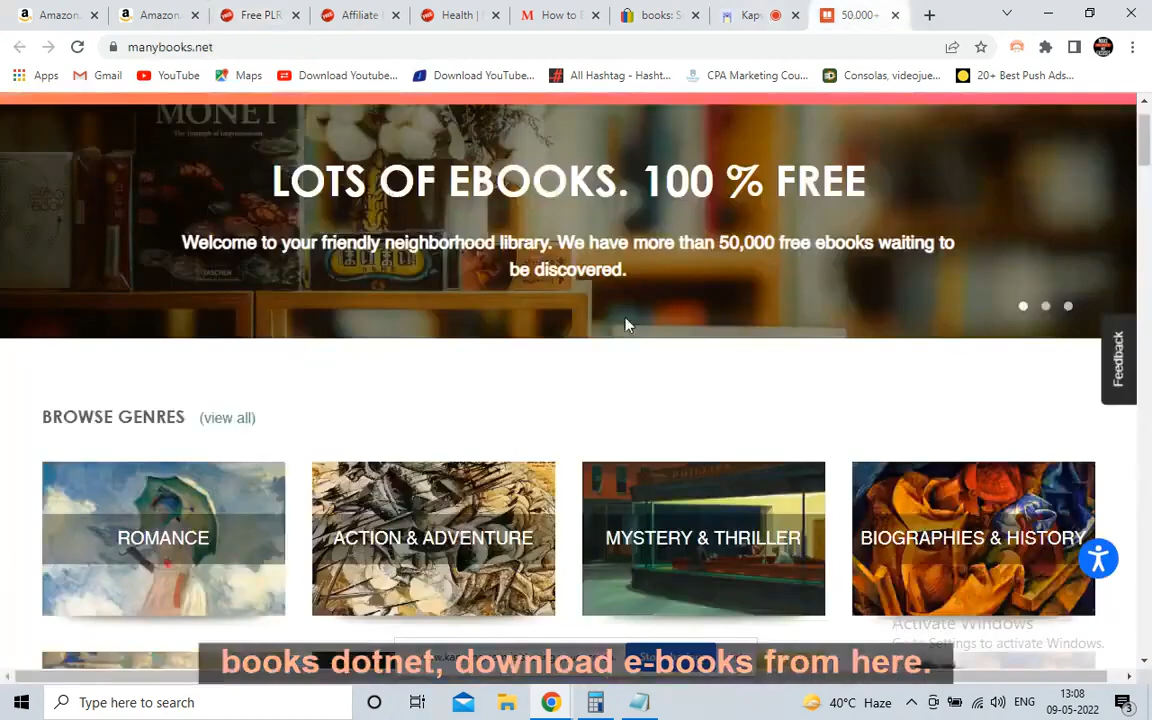 Amazon.
Amazon.
Free PLR
Affiliate
Health |
How to E
books: S
Kapw
50,000+
manybooks.net
Apps
Gmail
YouTube
Maps
Download Youtube...
Download YouTube...
All Hashtag - Hasht...
CPA Marketing Cou...
Consolas, videojue...
20+ Best Push Ads...
MONET
LOTS OF EBOOKS. 100 % FREE
Welcome to your friendly neighborhood library. We have more than 50,000 free ebooks waiting to
be discovered.
TASCHEN
Feedback
BROWSE GENRES (view all)
ROMANCE
ACTION & ADVENTURE
MYSTERY & THRILLER
BIOGRAPHIES & HISTORY
Activate Windows
Go to Settings to activate Windows.
books dotnet, download e-books from here.
Type here to search
40°C Haze
ENG
13:08
09-05-2022
3